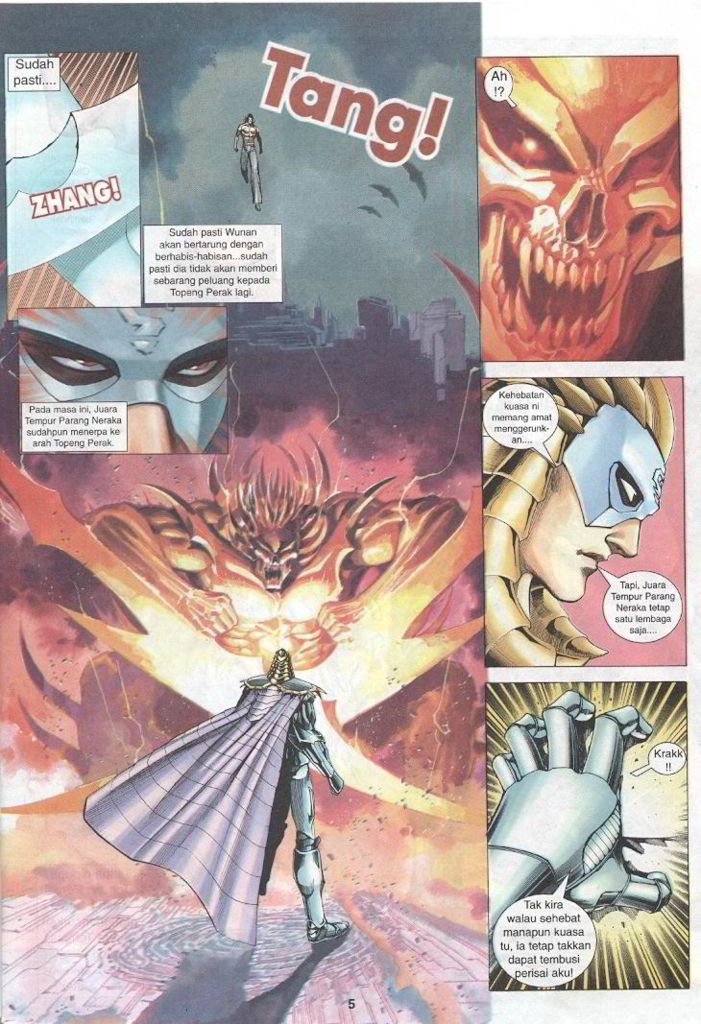 Sudah
pasti....
ZHANG!
Tang!
Sudah pasti Wunan
akan bertarung dengan
berhabis-habisan...sudah
pasti dia tidak akan memberi
sebarang peluang kepada
Topeng Perak lagi.
Pada masa ini, Juara
Tempur Parang Neraka
sudahpun menerpa ke
arah Topeng Perak.
Ah
!?
Kehebatan
kuasa ni
memang amat
menggerunk-
an....
Tapi, Juara
Tempur Parang
Neraka tetap
satu lembaga
saja....
Krakk
!!
Tak kira
walau sehebat
manapun kuasa
tu, ia tetap takkan
dapat tembusi
perisai aku!
5